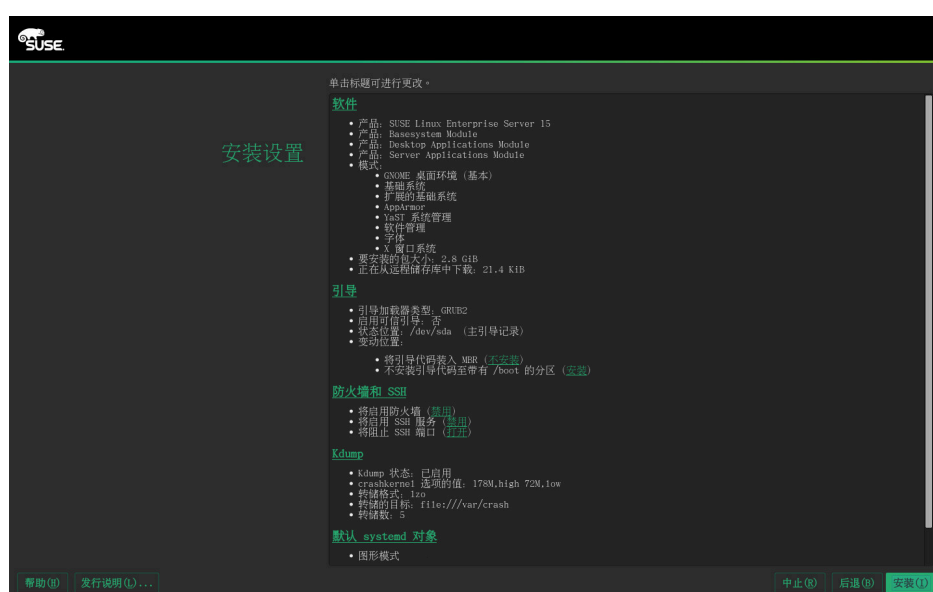 SUSE.
单击标题可进行更改。
安装设置
软件
产品: SUSE Linux Enterprise Server 15
产品: Basesystem Module
产品: Desktop Applications Module
产品: Server Applications Module
模式:
GNOME 桌面环境 (基本)
基础系统
扩展的基础系统
AppArmor
YaST 系统管理
软件管理
字体
X 窗口系统
要安装的包大小: 2.8 GiB
正在从远程储存库中下载: 21.4 KiB
引导
引导加载器类型: GRUB2
启用可信引导: 否
状态位置: /dev/sda (主引导记录)
变动位置:
将引导代码装入 MBR (不安装)
不安装引导代码至带有 /boot 的分区 (安装)
防火墙和 SSH
将启用防火墙 (禁用)
将启用 SSH 服务 (禁用)
将阻止 SSH 端口 (打开)
Kdump
Kdump 状态: 已启用
crashkernel 选项的值: 178M,high 72M,low
转储格式: lzo
转储的目标: file:///var/crash
转储数: 5
默认 systemd 对象
图形模式
帮助(H) 发行说明(L)... 中止(R) 后退(B) 安装(I)